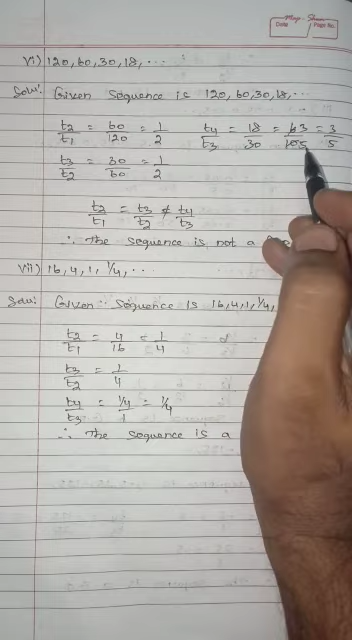 Date
Page No.
vi) 120, 60, 30, 18, ...
Soln: Given sequence is 120, 60, 30, 18, ...
t2/t1 = 60/120 = 1/2 t4/t3 = 18/30 = 63/105 = 3/5
t3/t2 = 30/60 = 1/2
t2/t1 = t3/t2 ≠ t4/t3
∴ The sequence is not a
vii) 16, 4, 1, 1/4, ...
Soln: Given: Sequence is 16, 4, 1, 1/4,
t2/t1 = 4/16 = 1/4
t3/t2 = 1/4
t4/t3 = 1/4/1 = 1/4
∴ The sequence is a